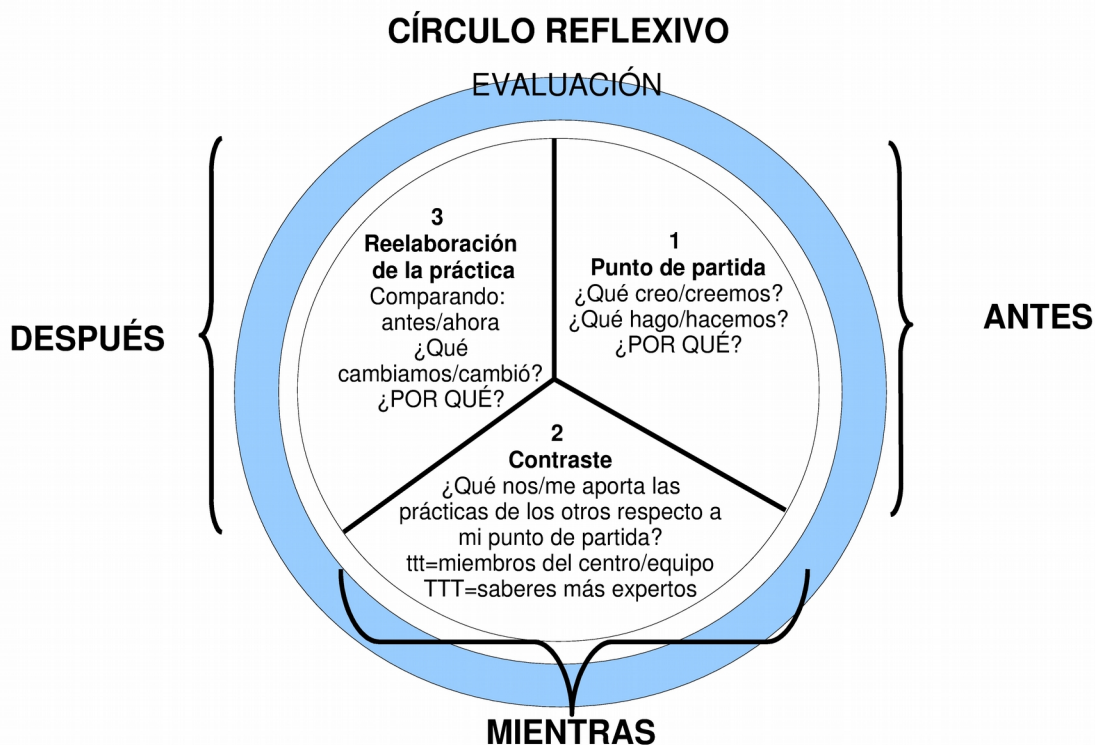 CÍRCULO REFLEXIVO
EVALUACIÓN
DESPUÉS
3
Reelaboración
de la práctica
Comparando:
antes/ahora
¿Qué
cambiamos/cambió?
¿POR QUÉ?
1
Punto de partida
¿Qué creo/creemos?
¿Qué hago/hacemos?
¿POR QUÉ?
ANTES
2
Contraste
¿Qué nos/me aporta las
prácticas de los otros respecto a
mi punto de partida?
ttt=miembros del centro/equipo
TTT=saberes más expertos
MIENTRAS